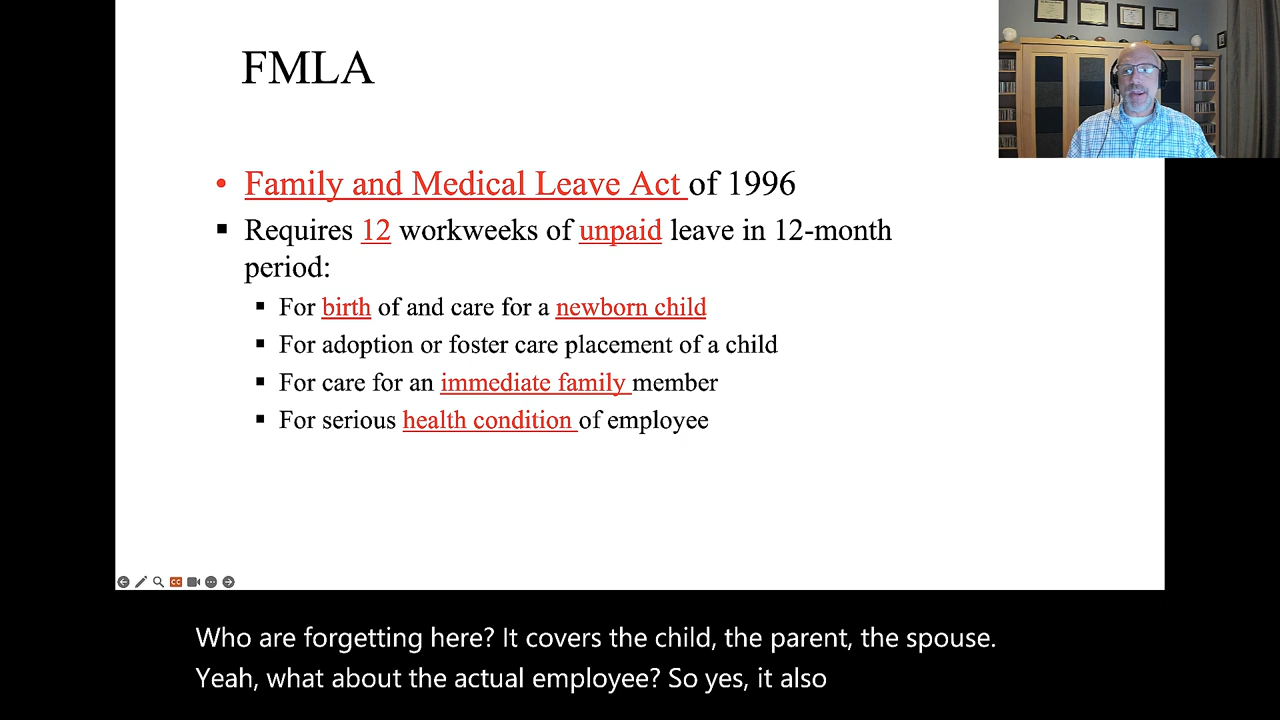 FMLA
• Family and Medical Leave Act of 1996
▪ Requires 12 workweeks of unpaid leave in 12-month
period:
▪ For birth of and care for a newborn child
▪ For adoption or foster care placement of a child
▪ For care for an immediate family member
▪ For serious health condition of employee
CC
Who are forgetting here? It covers the child, the parent, the spouse.
Yeah, what about the actual employee? So yes, it also